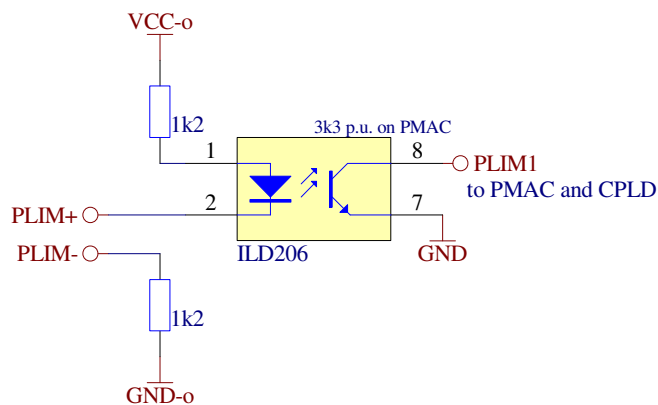 VCC-o
1k2
3k3 p.u. on PMAC
1
8
PLIM1
to PMAC and CPLD
PLIM+
2
7
PLIM-
ILD206
GND
1k2
GND-o